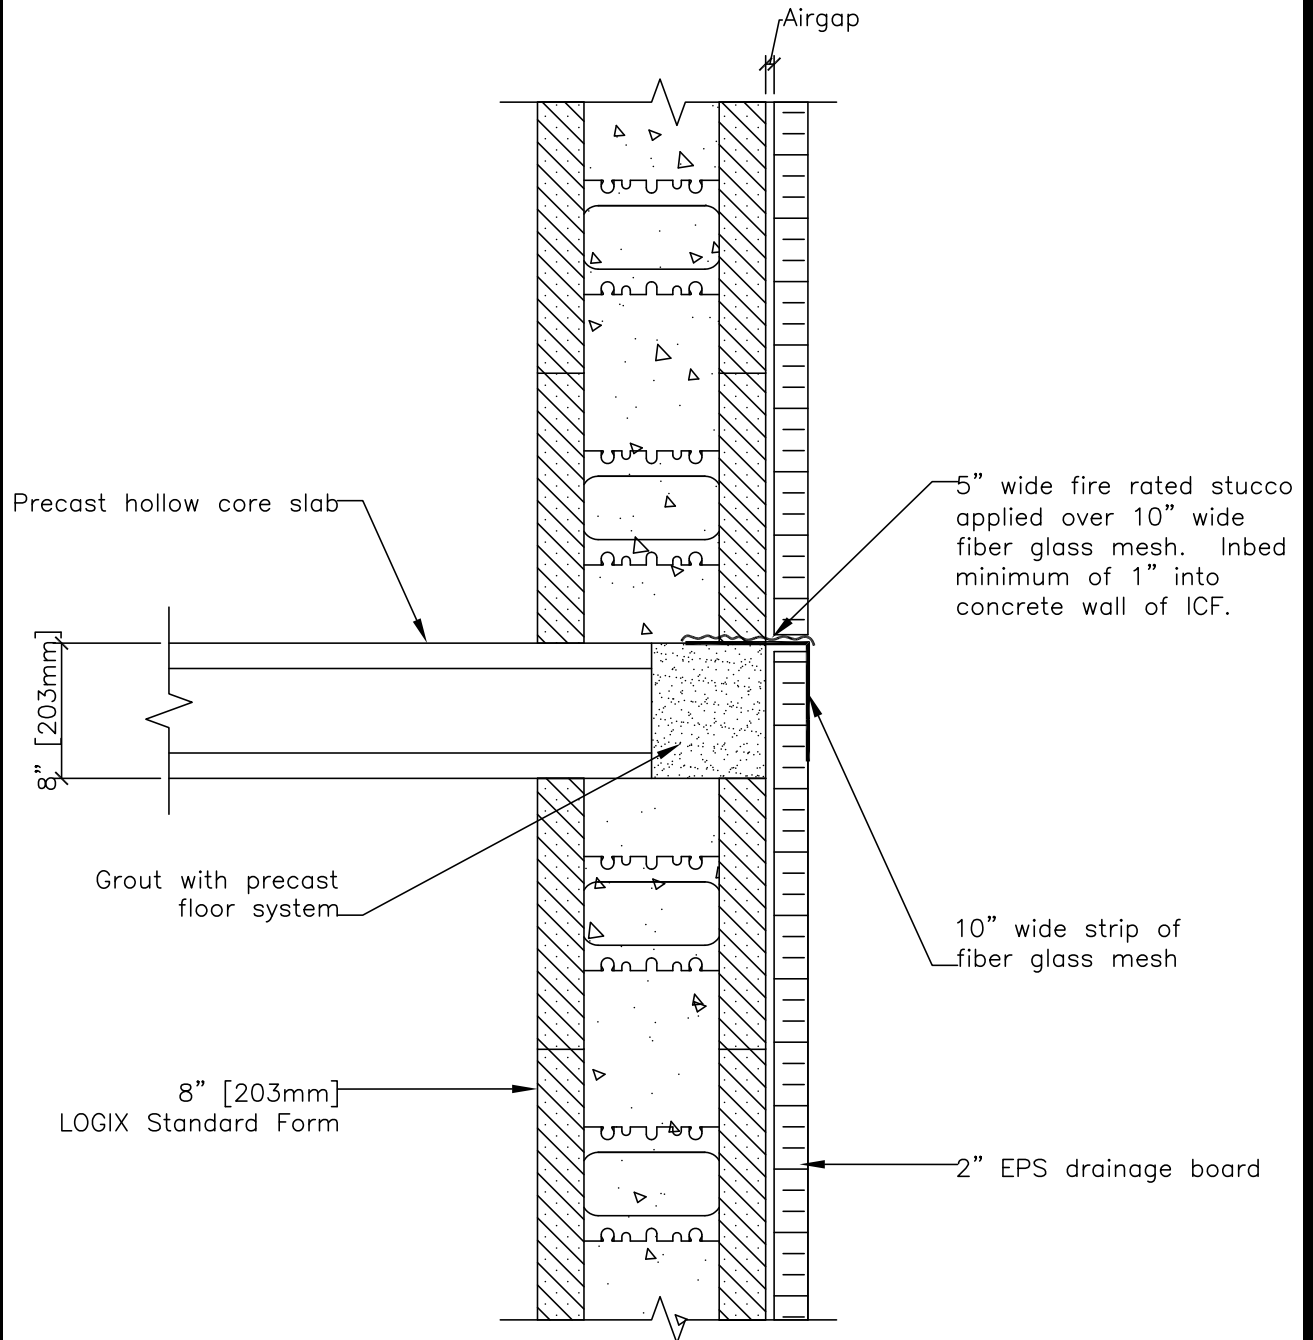 Airgap
Precast hollow core slab
5” wide fire rated stucco
applied over 10” wide
fiber glass mesh. Inbed
minimum of 1” into
concrete wall of ICF.
8” [203mm]
Grout with precast
floor system
10” wide strip of
fiber glass mesh
8” [203mm]
LOGIX Standard Form
2” EPS drainage board